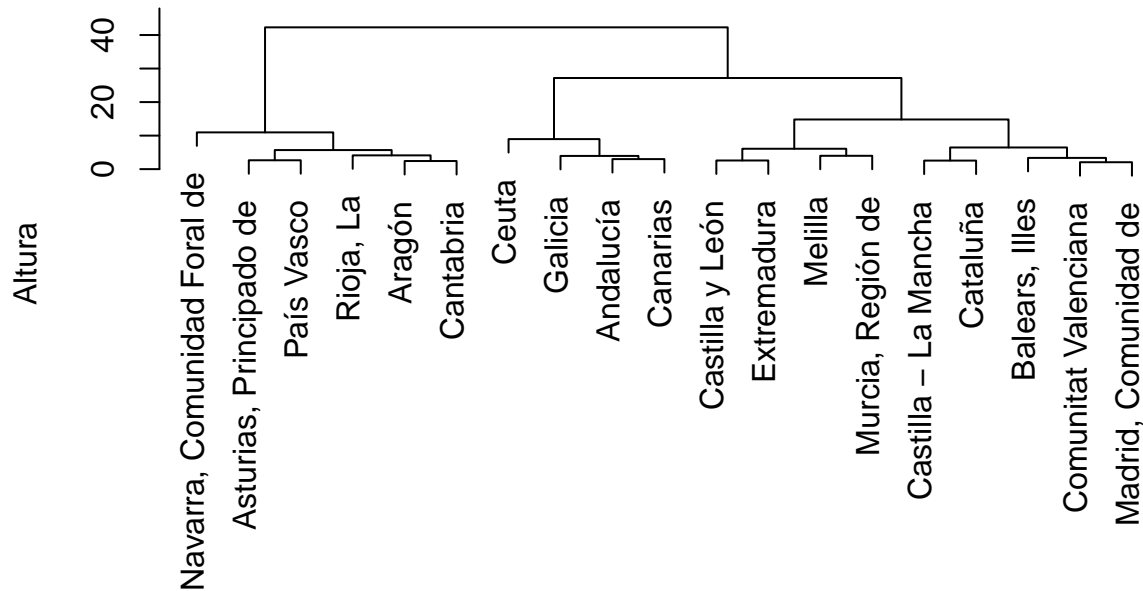 Altura
0
20
40
Navarra, Comunidad Foral de
Asturias, Principado de
País Vasco
Rioja, La
Aragón
Cantabria
Ceuta
Galicia
Andalucía
Canarias
Castilla y León
Extremadura
Melilla
Murcia, Región de
Castilla − La Mancha
Cataluña
Balears, Illes
Comunitat Valenciana
Madrid, Comunidad de